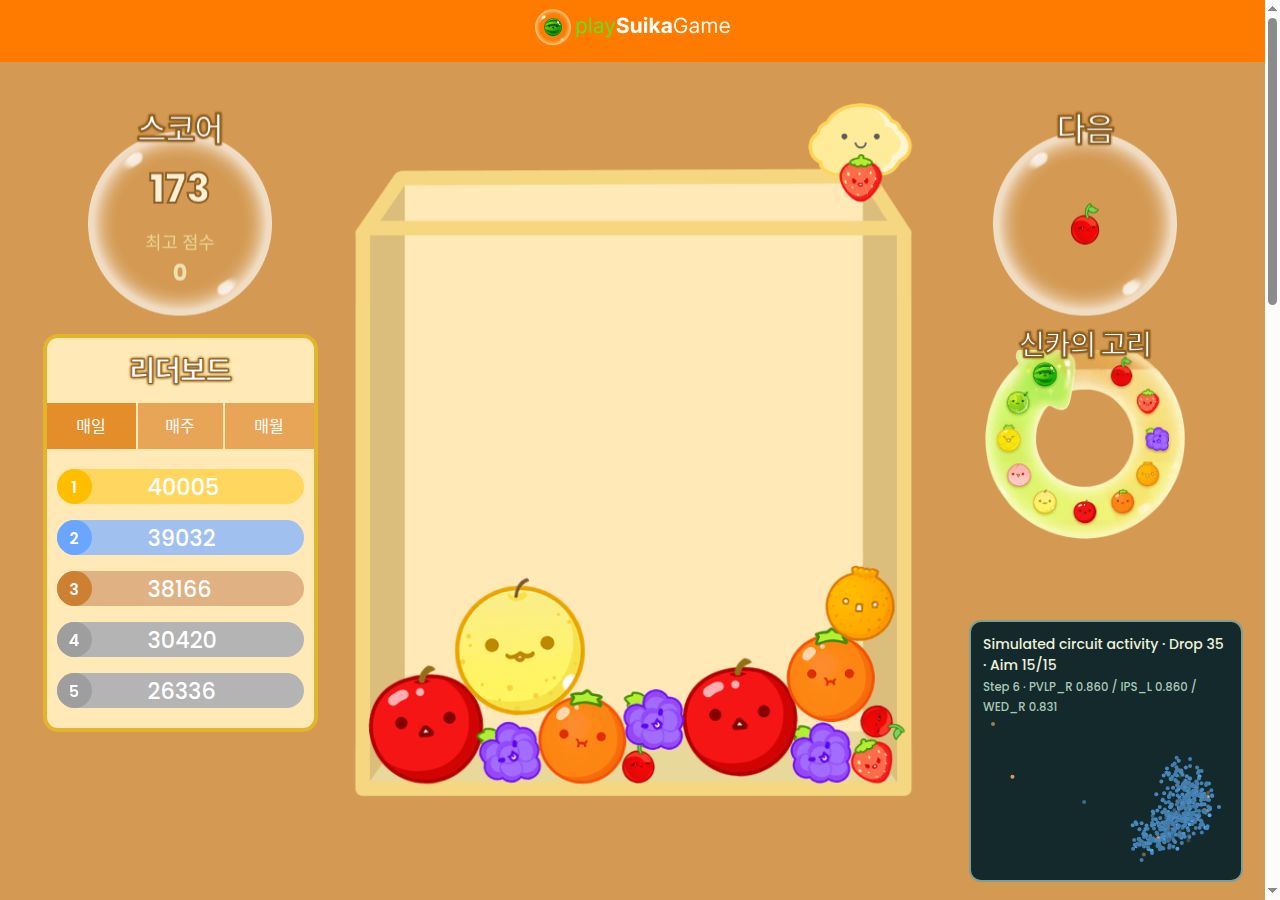 playSuikaGame
스코어
173
최고 점수
0
다음
신카의 고리
리더보드
매일 매주 매월
1 40005
2 39032
3 38166
4 30420
5 26336
Simulated circuit activity · Drop 35
· Aim 15/15
Step 6 · PVLP_R 0.860 / IPS_L 0.860 /
WED_R 0.831